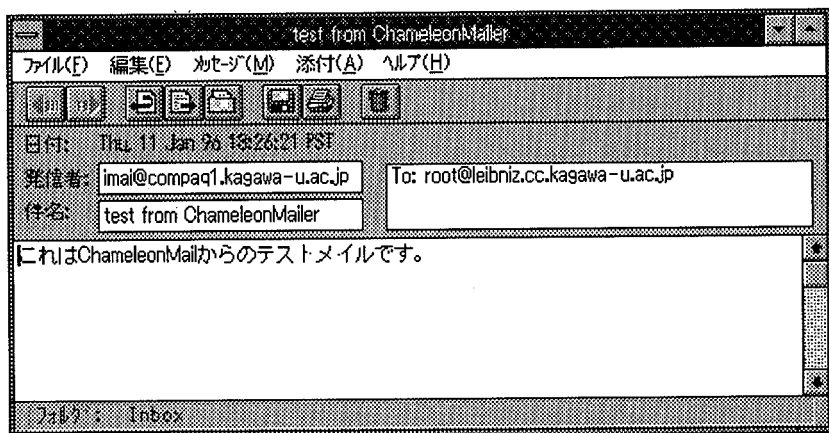 test from ChameleonMailer
ファイル(F) 編集(E) メッセージ(M) 添付(A) ヘルプ(H)
日付: Thu, 11 Jan 96 18:26:21 PST
発信者: imai@compaq1.kagawa-u.ac.jp To: root@leibniz.cc.kagawa-u.ac.jp
件名: test from ChameleonMailer
これはChameleonMailからのテストメイルです。
フォルダ: Inbox